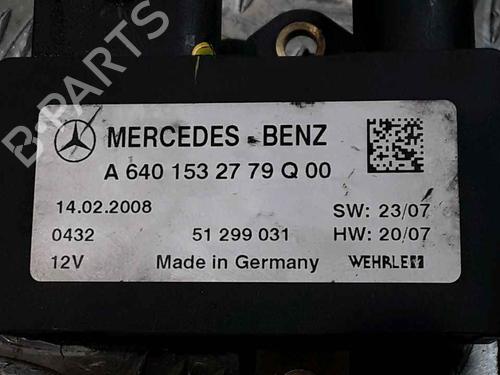 B-PARTS
MERCEDES-BENZ
A 640 153 27 79 Q 00
14.02.2008
SW: 23/07
0432
51 299 031
HW: 20/07
12V
Made in Germany
WEHRLE